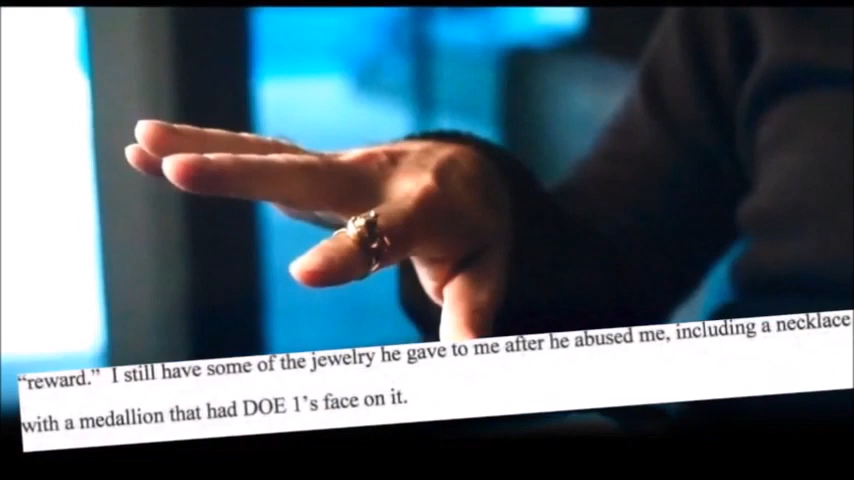 “reward.” I still have some of the jewelry he gave to me after he abused me, including a necklace
with a medallion that had DOE 1’s face on it.